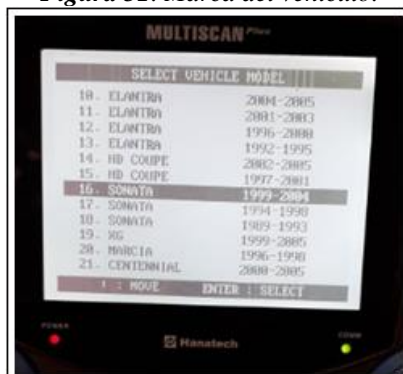 Figura 32. Marca del vehículo.
MULTISCAN Plus
SELECT VEHICLE MODEL
10. ELANTRA 2004-2005
11. ELANTRA 2001-2003
12. ELANTRA 1996-2000
13. ELANTRA 1992-1995
14. HD COUPE 2002-2005
15. HD COUPE 1997-2001
16. SONATA 1999-2004
17. SONATA 1994-1998
18. SONATA 1989-1993
19. XG 1999-2005
20. MARCIA 1996-1998
21. CENTENNIAL 2000-2005
: MOVE ENTER : SELECT
POWER
Hanatech
COMM